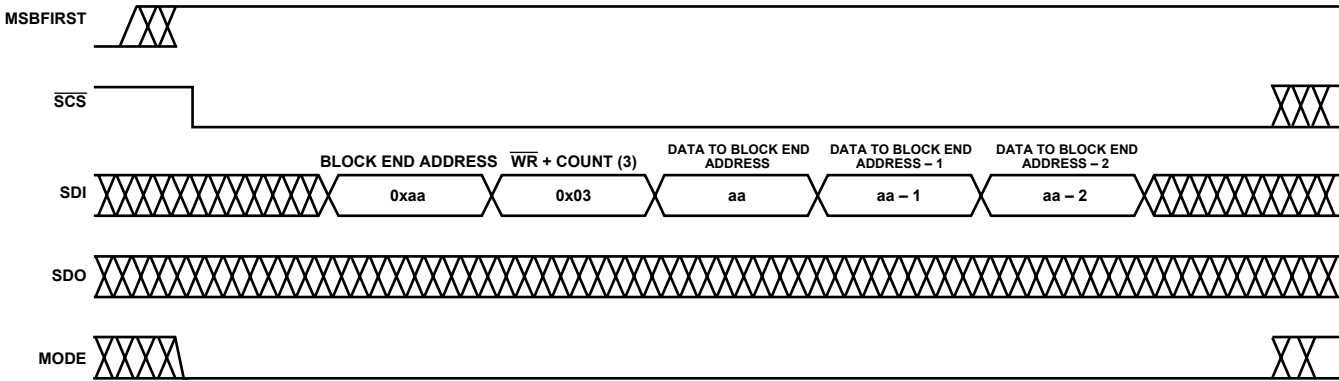 MSBFIRST
SCS
BLOCK END ADDRESS
WR + COUNT (3)
DATA TO BLOCK END
ADDRESS
DATA TO BLOCK END
ADDRESS – 1
DATA TO BLOCK END
ADDRESS – 2
SDI
0xaa
0x03
aa
aa – 1
aa – 2
SDO
MODE